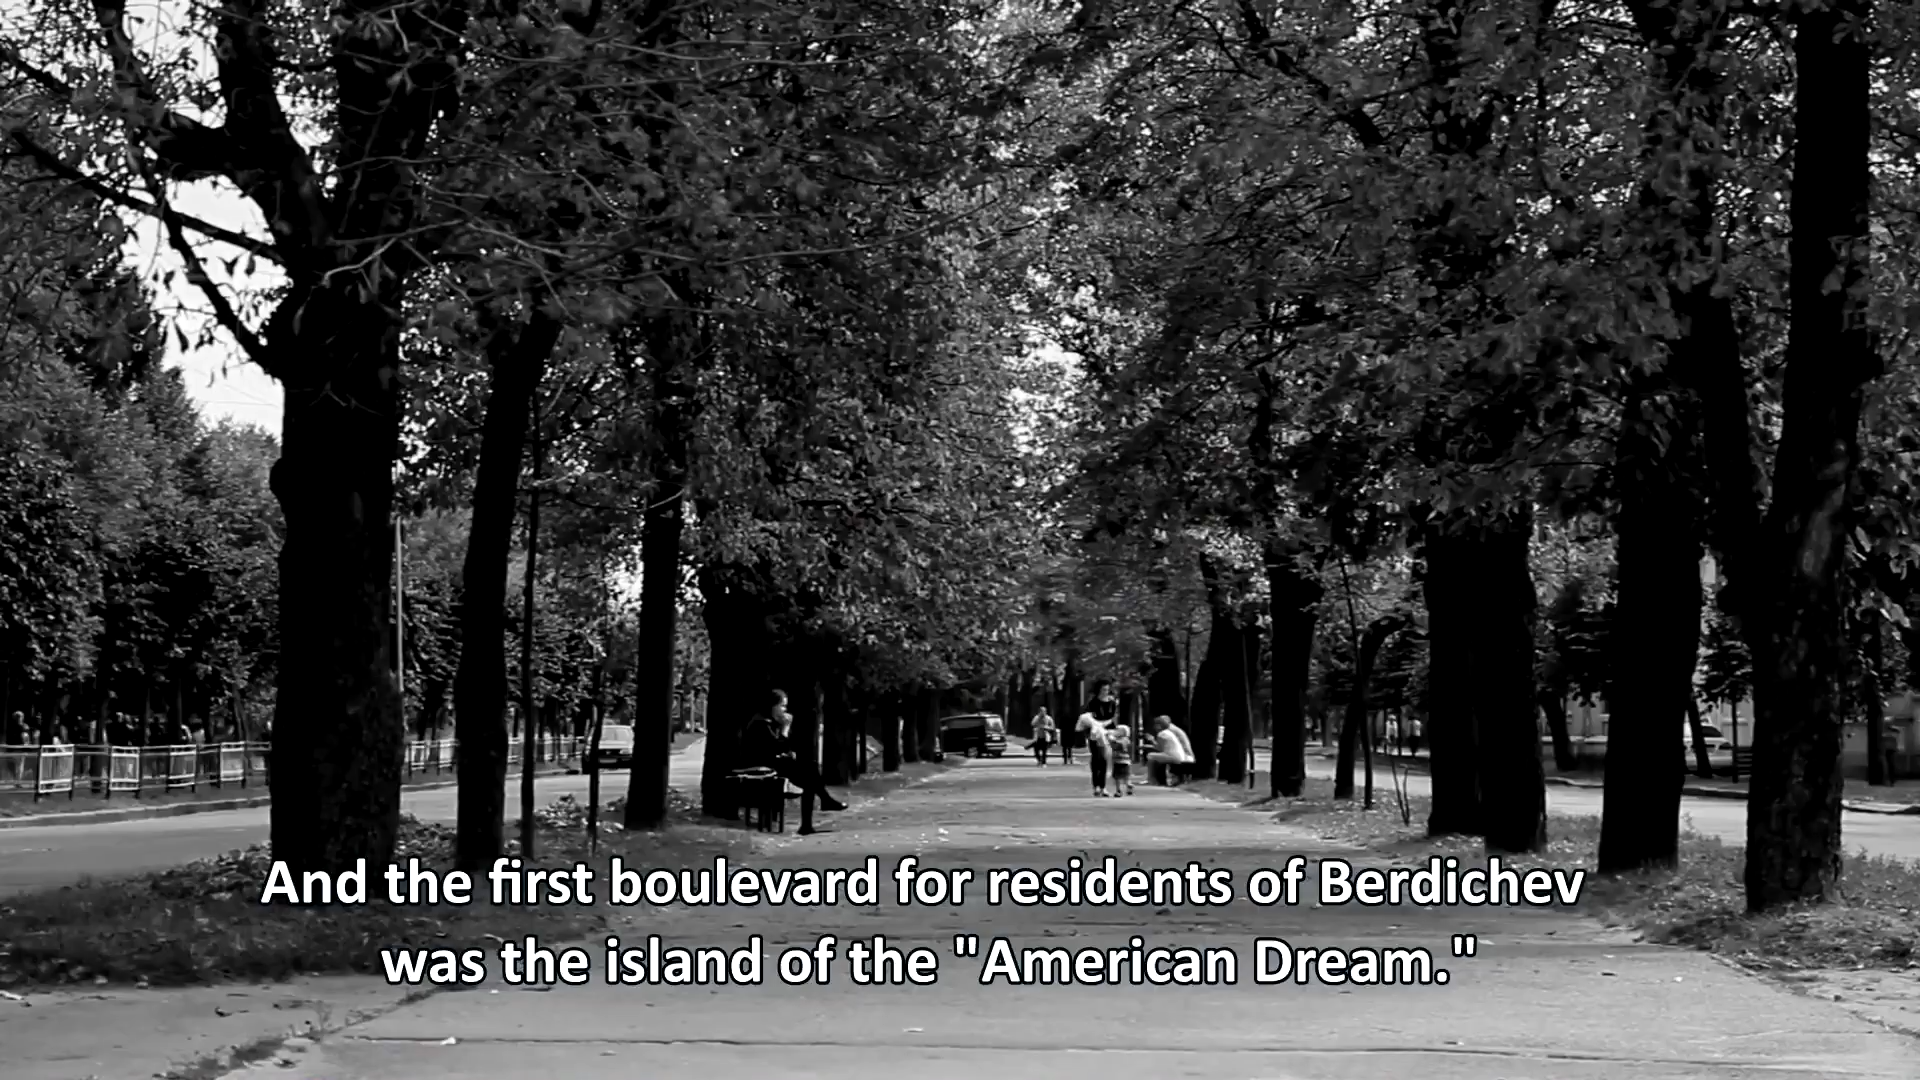 And the first boulevard for residents of Berdichev
was the island of the "American Dream."